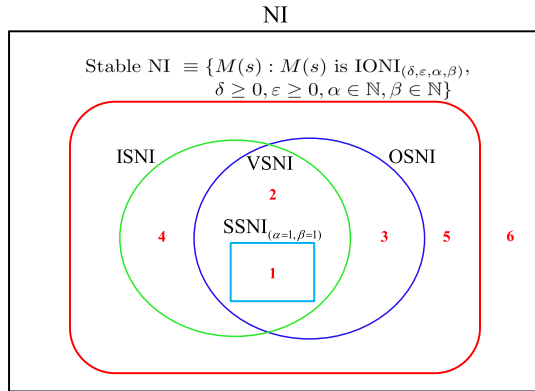 NI
Stable NI ≡ {M(s) : M(s) is IONI(δ,ε,α,β),
δ ≥ 0, ε ≥ 0, α ∈ ℕ, β ∈ ℕ}
ISNI VSNI OSNI
2
SSNI(α=1,β=1)
4 3 5 6
1